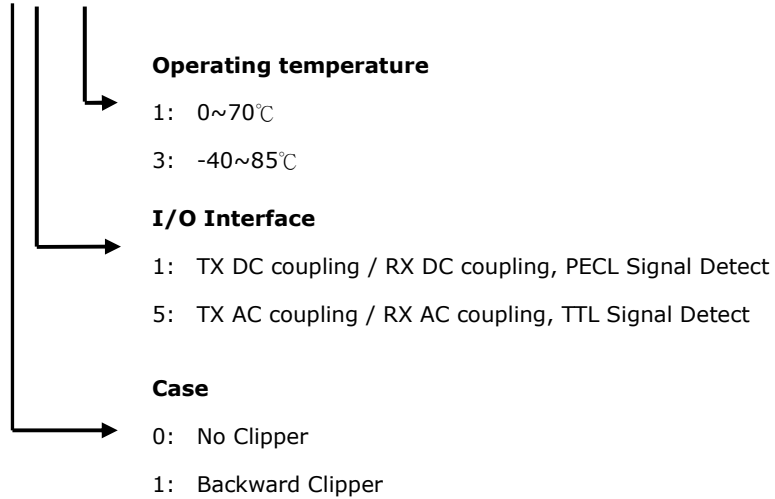 Operating temperature
1: 0~70℃
3: -40~85℃
I/O Interface
1: TX DC coupling / RX DC coupling, PECL Signal Detect
5: TX AC coupling / RX AC coupling, TTL Signal Detect
Case
0: No Clipper
1: Backward Clipper